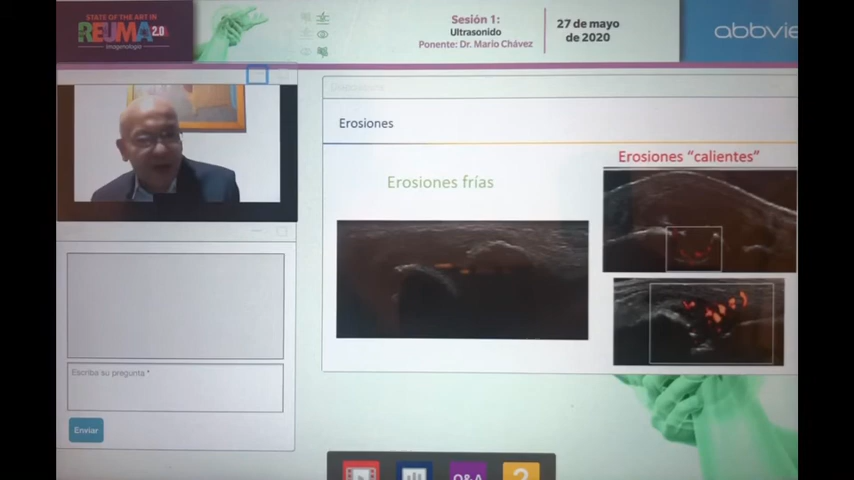 STATE OF THE ART IN
REUMA 2.0
Imagenología
Sesión 1:
Ultrasonido
Ponente: Dr. Mario Chávez
27 de mayo
de 2020
abbvie
Erosiones
Erosiones frías
Erosiones “calientes”
Escriba su pregunta *
Enviar
Q&A
?